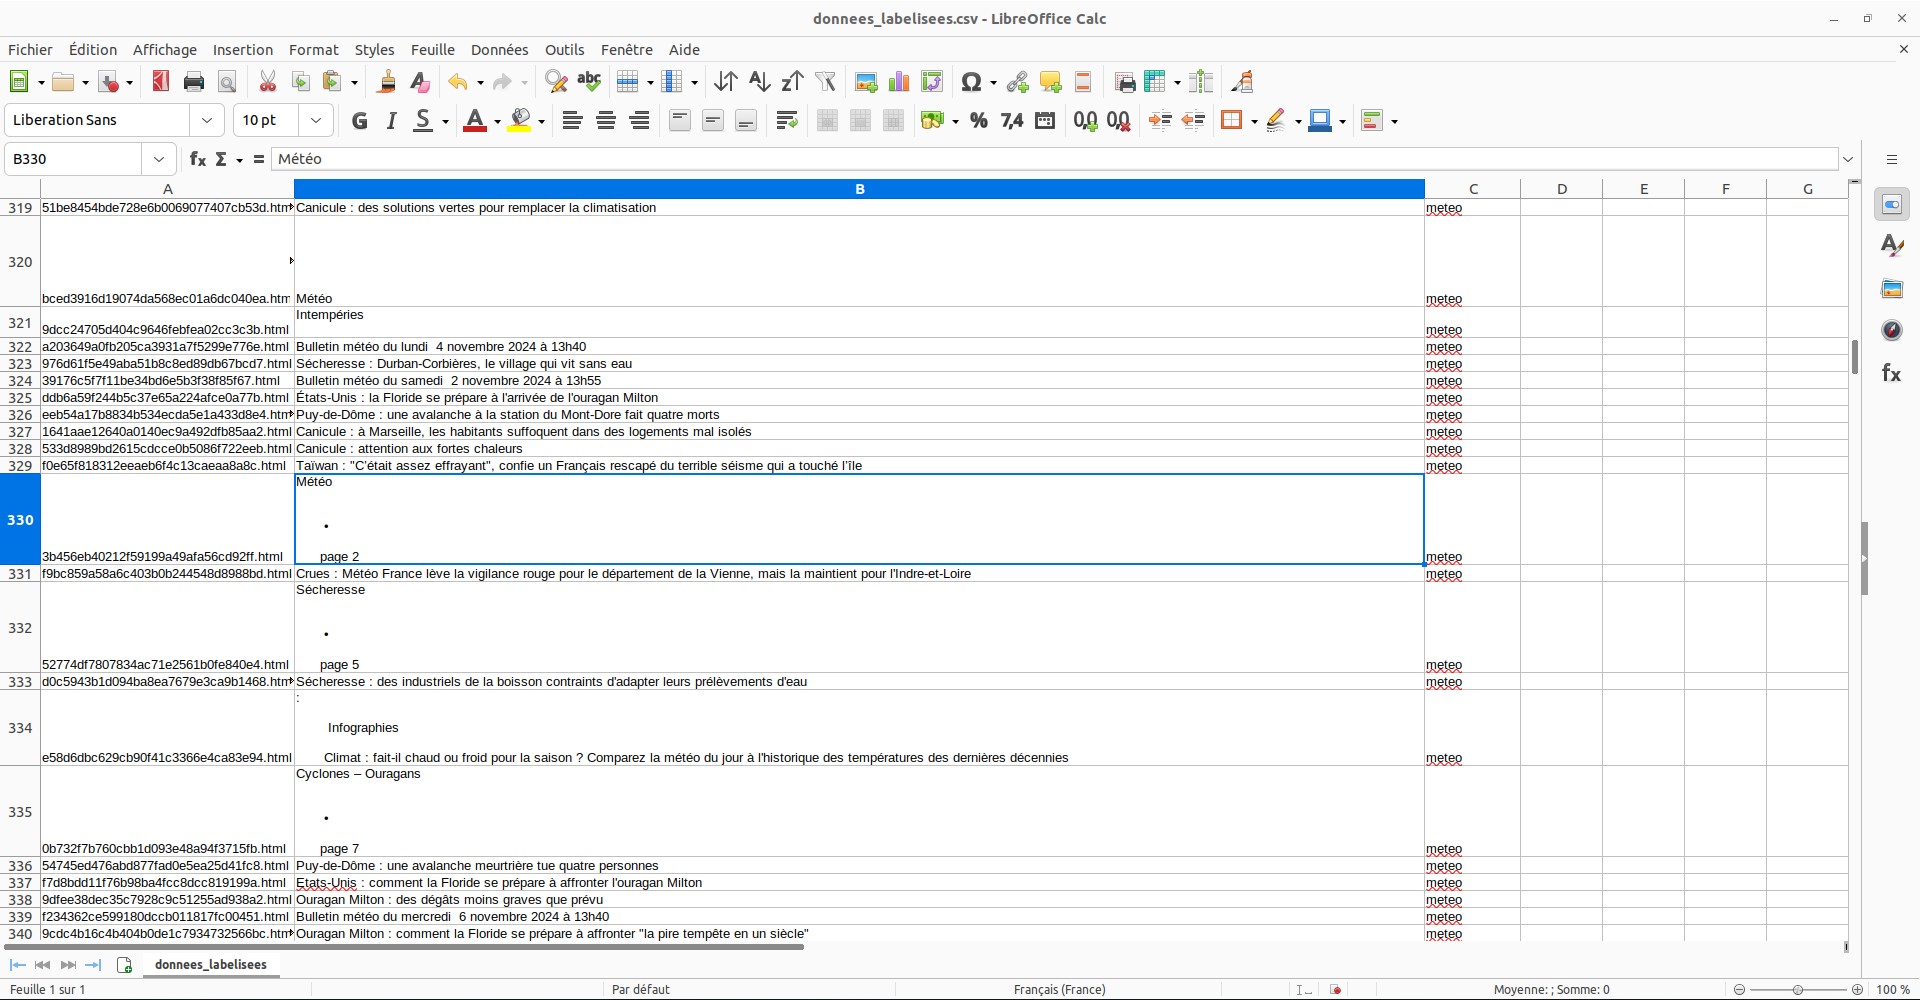 donnees_labelisees.csv - LibreOffice Calc
Fichier Édition Affichage Insertion Format Styles Feuille Données Outils Fenêtre Aide
Liberation Sans 10 pt G I S A % 7,4 0,0 0,0
B330 fx Σ = Météo
A B C D E F G
319 51be8454bde728e6b0069077407cb53d.htm Canicule : des solutions vertes pour remplacer la climatisation meteo
320 bced3916d19074da568ec01a6dc040ea.htm Météo meteo
Intempéries
321 9dcc24705d404c9646febfea02cc3c3b.html meteo
322 a203649a0fb205ca3931a7f5299e776e.html Bulletin météo du lundi  4 novembre 2024 à 13h40 meteo
323 976d61f5e49aba51b8c8ed89db67bcd7.html Sécheresse : Durban-Corbières, le village qui vit sans eau meteo
324 39176c5f7f11be34bd6e5b3f38f85f67.html Bulletin météo du samedi  2 novembre 2024 à 13h55 meteo
325 ddb6a59f244b5c37e65a224afce0a77b.html États-Unis : la Floride se prépare à l'arrivée de l'ouragan Milton meteo
326 eeb54a17b8834b534ecda5e1a433d8e4.htm Puy-de-Dôme : une avalanche à la station du Mont-Dore fait quatre morts meteo
327 1641aae12640a0140ec9a492dfb85aa2.html Canicule : à Marseille, les habitants suffoquent dans des logements mal isolés meteo
328 533d8989bd2615cdcce0b5086f722eeb.html Canicule : attention aux fortes chaleurs meteo
329 f0e65f818312eeaeb6f4c13caeaa8a8c.html Taïwan : "C'était assez effrayant", confie un Français rescapé du terrible séisme qui a touché l'île meteo
Météo
•
330 3b456eb40212f59199a49afa56cd92ff.html page 2 meteo
331 f9bc859a58a6c403b0b244548d8988bd.html Crues : Météo France lève la vigilance rouge pour le département de la Vienne, mais la maintient pour l'Indre-et-Loire meteo
Sécheresse
•
332 52774df7807834ac71e2561b0fe840e4.html page 5 meteo
333 d0c5943b1d094ba8ea7679e3ca9b1468.htm Sécheresse : des industriels de la boisson contraints d'adapter leurs prélèvements d'eau meteo
:
Infographies
334 e58d6dbc629cb90f41c3366e4ca83e94.html Climat : fait-il chaud ou froid pour la saison ? Comparez la météo du jour à l'historique des températures des dernières décennies meteo
Cyclones – Ouragans
•
335 0b732f7b760cbb1d093e48a94f3715fb.html page 7 meteo
336 54745ed476abd877fad0e5ea25d41fc8.html Puy-de-Dôme : une avalanche meurtrière tue quatre personnes meteo
337 f7d8bdd11f76b98ba4fcc8dcc819199a.html Etats-Unis : comment la Floride se prépare à affronter l'ouragan Milton meteo
338 9dfee38dec35c7928c9c51255ad938a2.html Ouragan Milton : des dégâts moins graves que prévu meteo
339 f234362ce599180dccb011817fc00451.html Bulletin météo du mercredi  6 novembre 2024 à 13h40 meteo
340 9cdc4b16c4b404b0de1c7934732566bc.htm Ouragan Milton : comment la Floride se prépare à affronter "la pire tempête en un siècle" meteo
donnees_labelisees
Feuille 1 sur 1 Par défaut Français (France) Moyenne: ; Somme: 0 100 %